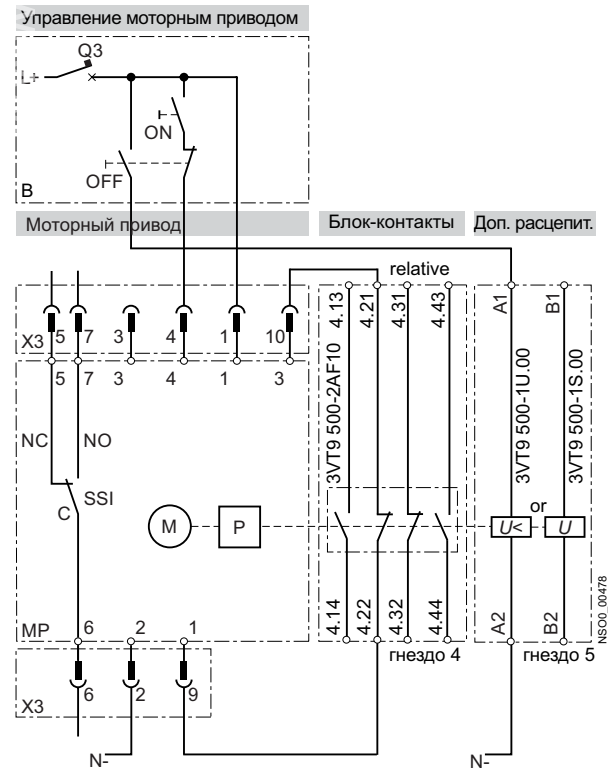 Управление моторным приводом
Q3
L+
ON
OFF
B
Моторный привод
Блок-контакты
Доп. расцепит.
relative
X3
5
7
3
4
1
10
4.13
4.21
4.31
4.43
A1
B1
5
7
3
4
1
3
3VT9 500-2AF10
3VT9 500-1U.00
3VT9 500-1S.00
NC
NO
C
SSI
M
P
or
U<
U
4.14
4.22
4.32
4.44
A2
B2
NSO0_00478
MP
6
2
1
гнездо 4
гнездо 5
X3
6
2
9
N-
N-